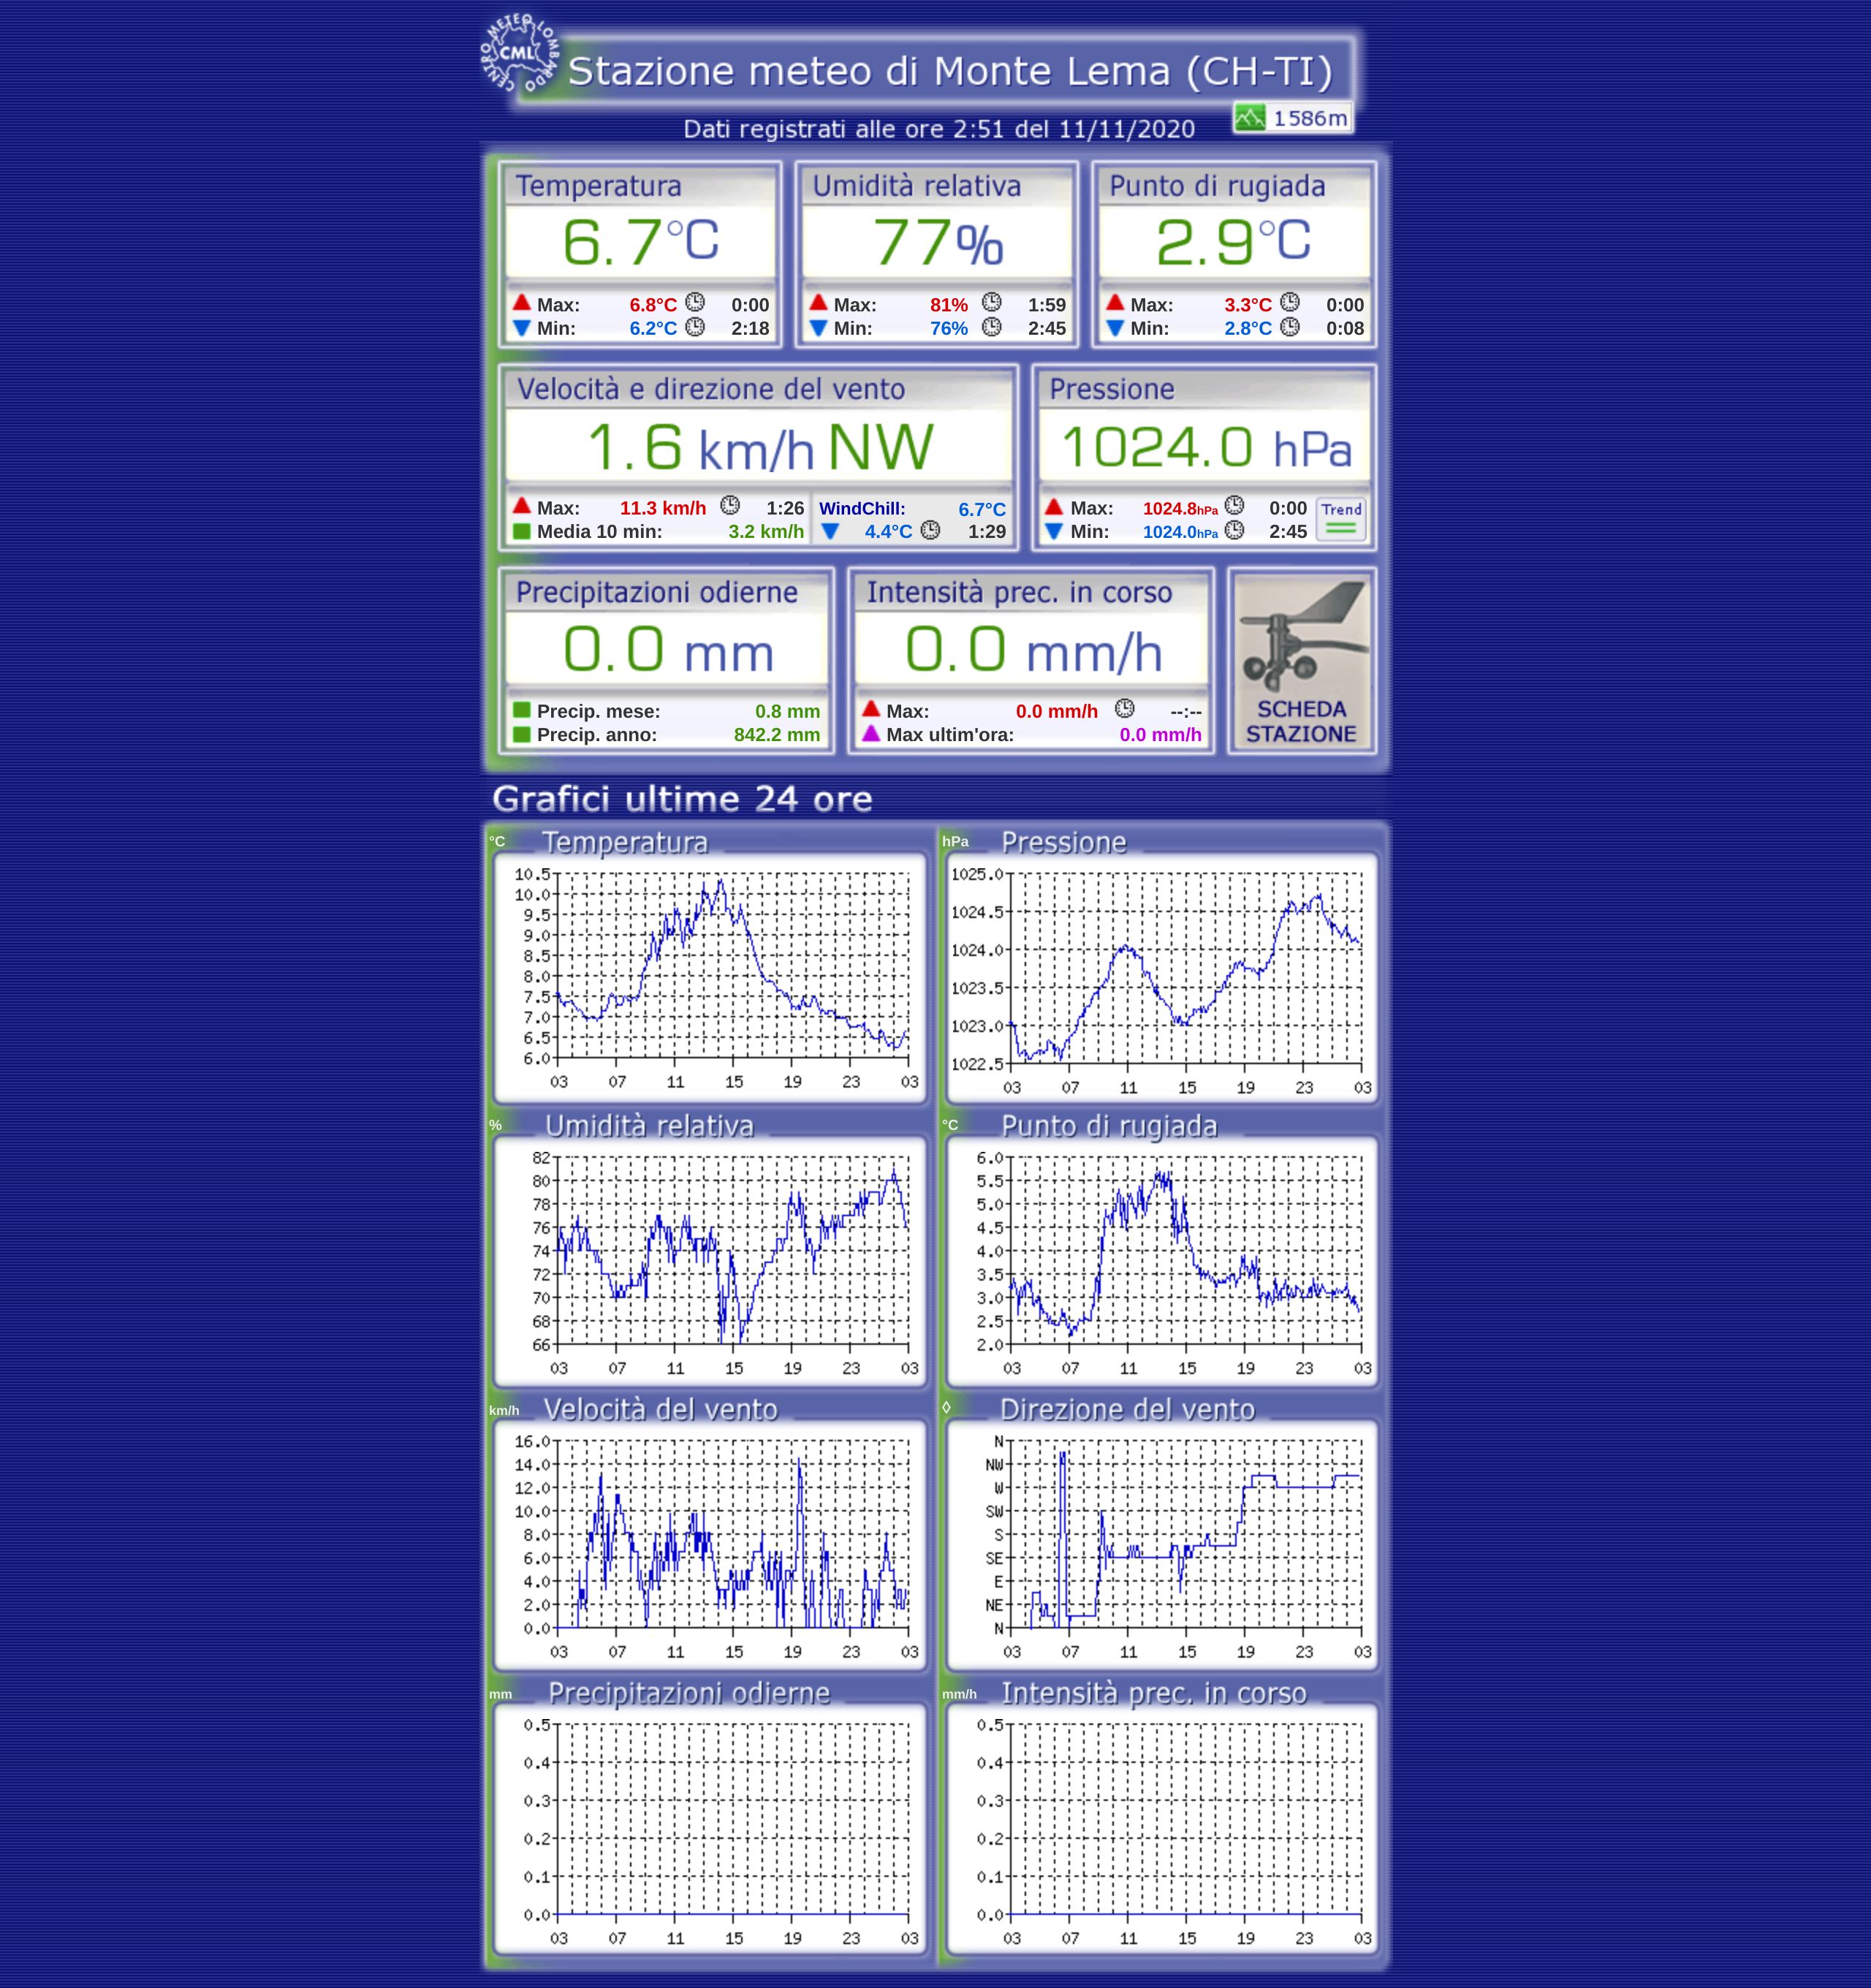 CENTRO METEO LOMBARDO
CML
Stazione meteo di Monte Lema (CH-TI)
1586m
Dati registrati alle ore 2:51 del 11/11/2020
Temperatura
6.7°C
Max: 6.8°C 0:00
Min: 6.2°C 2:18
Umidità relativa
77%
Max: 81% 1:59
Min: 76% 2:45
Punto di rugiada
2.9°C
Max: 3.3°C 0:00
Min: 2.8°C 0:08
Velocità e direzione del vento
1.6 km/h NW
Max: 11.3 km/h 1:26
Media 10 min: 3.2 km/h
WindChill: 6.7°C
4.4°C 1:29
Pressione
1024.0 hPa
Max: 1024.8hPa 0:00
Min: 1024.0hPa 2:45
Trend
Precipitazioni odierne
0.0 mm
Precip. mese: 0.8 mm
Precip. anno: 842.2 mm
Intensità prec. in corso
0.0 mm/h
Max: 0.0 mm/h --:--
Max ultim'ora: 0.0 mm/h
SCHEDA
STAZIONE
Grafici ultime 24 ore
°C Temperatura
10.5
10.0
9.5
9.0
8.5
8.0
7.5
7.0
6.5
6.0
03 07 11 15 19 23 03
hPa Pressione
1025.0
1024.5
1024.0
1023.5
1023.0
1022.5
03 07 11 15 19 23 03
% Umidità relativa
82
80
78
76
74
72
70
68
66
03 07 11 15 19 23 03
°C Punto di rugiada
6.0
5.5
5.0
4.5
4.0
3.5
3.0
2.5
2.0
03 07 11 15 19 23 03
km/h Velocità del vento
16.0
14.0
12.0
10.0
8.0
6.0
4.0
2.0
0.0
03 07 11 15 19 23 03
◊ Direzione del vento
N
NW
W
SW
S
SE
E
NE
N
03 07 11 15 19 23 03
mm Precipitazioni odierne
0.5
0.4
0.3
0.2
0.1
0.0
03 07 11 15 19 23 03
mm/h Intensità prec. in corso
0.5
0.4
0.3
0.2
0.1
0.0
03 07 11 15 19 23 03